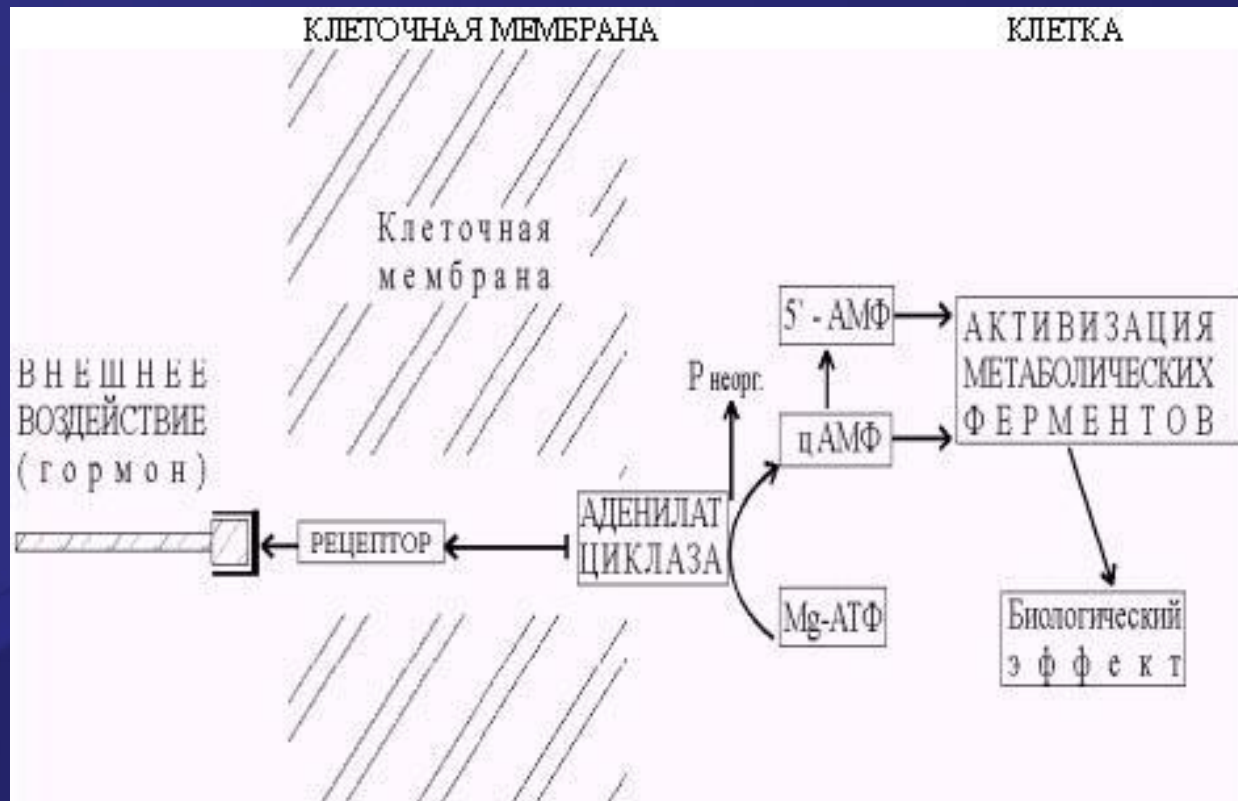 КЛЕТОЧНАЯ МЕМБРАНА
КЛЕТКА
Клеточная
мембрана
ВНЕШНЕЕ
ВОЗДЕЙСТВИЕ
(гормон)
РЕЦЕПТОР
АДЕНИЛАТ
ЦИКЛАЗА
P неорг.
5` - АМФ
цАМФ
Mg-АТФ
АКТИВИЗАЦИЯ
МЕТАБОЛИЧЕСКИХ
ФЕРМЕНТОВ
Биологический
эффект